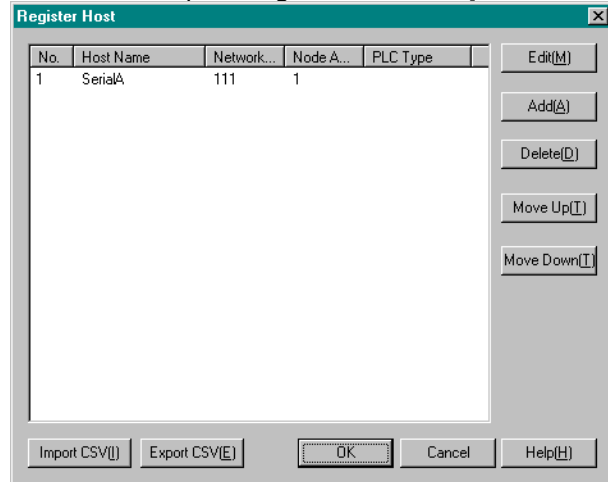 Register Host
No. Host Name Network... Node A... PLC Type
1 SerialA 111 1
Edit(M)
Add(A)
Delete(D)
Move Up(T)
Move Down(T)
Import CSV(I) Export CSV(E) OK Cancel Help(H)